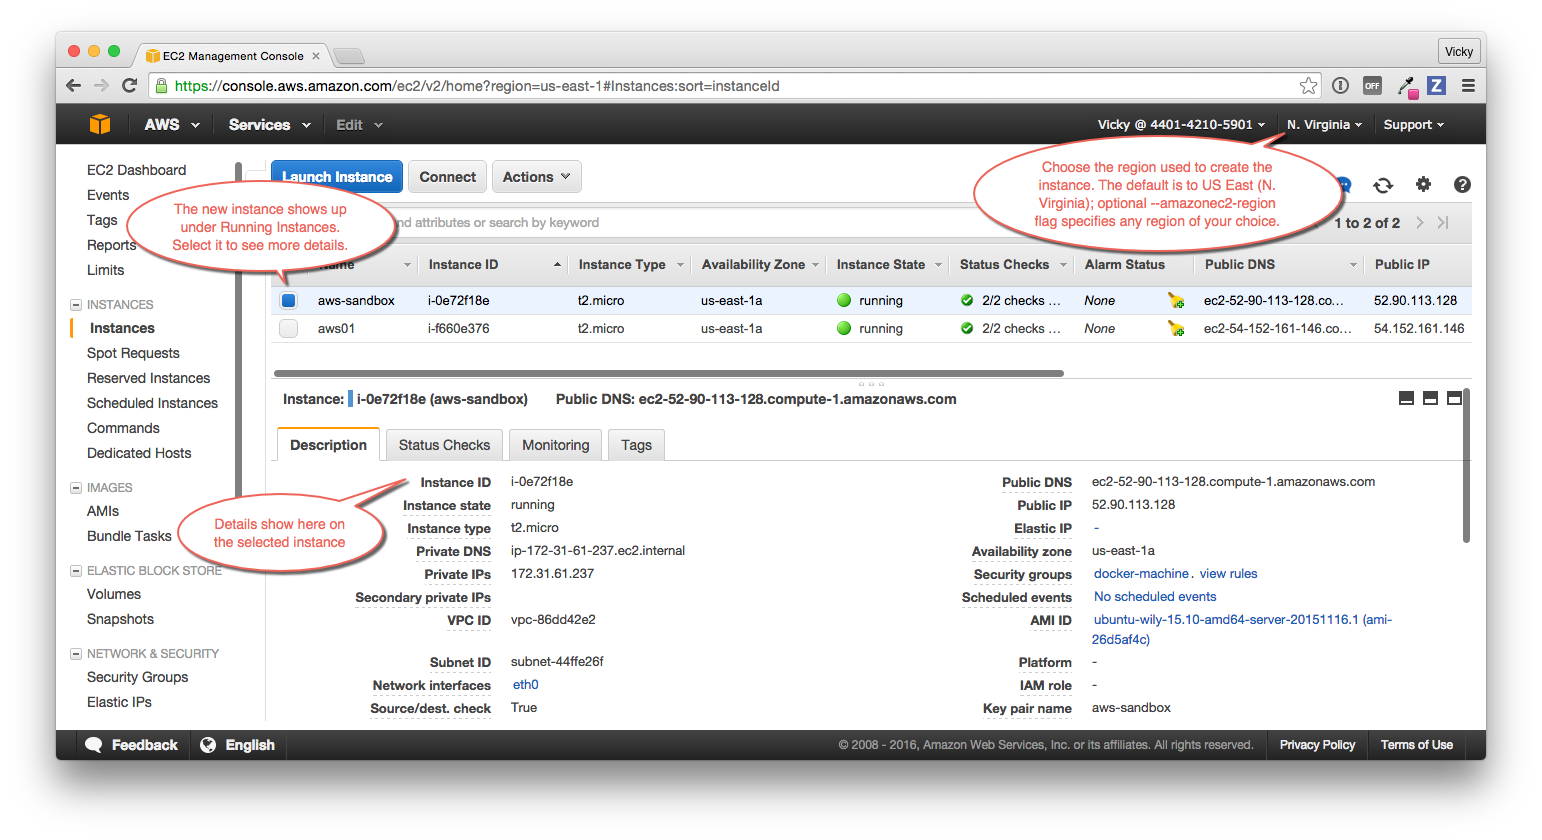 EC2 Management Console
Vicky
https://console.aws.amazon.com/ec2/v2/home?region=us-east-1#Instances:sort=instanceId
OFF
Z
AWS Services Edit Vicky @ 4401-4210-5901 N. Virginia Support
EC2 Dashboard
Events
Tags
Reports
Limits
INSTANCES
Instances
Spot Requests
Reserved Instances
Scheduled Instances
Commands
Dedicated Hosts
IMAGES
AMIs
Bundle Tasks
ELASTIC BLOCK STORE
Volumes
Snapshots
NETWORK & SECURITY
Security Groups
Elastic IPs
Launch Instance Connect Actions
The new instance shows up
under Running Instances.
Select it to see more details.
Choose the region used to create the
instance. The default is to US East (N.
Virginia); optional --amazonec2-region
flag specifies any region of your choice.
attributes or search by keyword
1 to 2 of 2
Instance ID Instance Type Availability Zone Instance State Status Checks Alarm Status Public DNS Public IP
aws-sandbox i-0e72f18e t2.micro us-east-1a running 2/2 checks ... None ec2-52-90-113-128.co... 52.90.113.128
aws01 i-f660e376 t2.micro us-east-1a running 2/2 checks ... None ec2-54-152-161-146.co... 54.152.161.146
Instance: i-0e72f18e (aws-sandbox) Public DNS: ec2-52-90-113-128.compute-1.amazonaws.com
Description Status Checks Monitoring Tags
Details show here on
the selected instance
Instance ID i-0e72f18e
Instance state running
Instance type t2.micro
Private DNS ip-172-31-61-237.ec2.internal
Private IPs 172.31.61.237
Secondary private IPs
VPC ID vpc-86dd42e2
Subnet ID subnet-44ffe26f
Network interfaces eth0
Source/dest. check True
Public DNS ec2-52-90-113-128.compute-1.amazonaws.com
Public IP 52.90.113.128
Elastic IP -
Availability zone us-east-1a
Security groups docker-machine. view rules
Scheduled events No scheduled events
AMI ID ubuntu-wily-15.10-amd64-server-20151116.1 (ami-
26d5af4c)
Platform -
IAM role -
Key pair name aws-sandbox
Feedback English © 2008 - 2016, Amazon Web Services, Inc. or its affiliates. All rights reserved. Privacy Policy Terms of Use